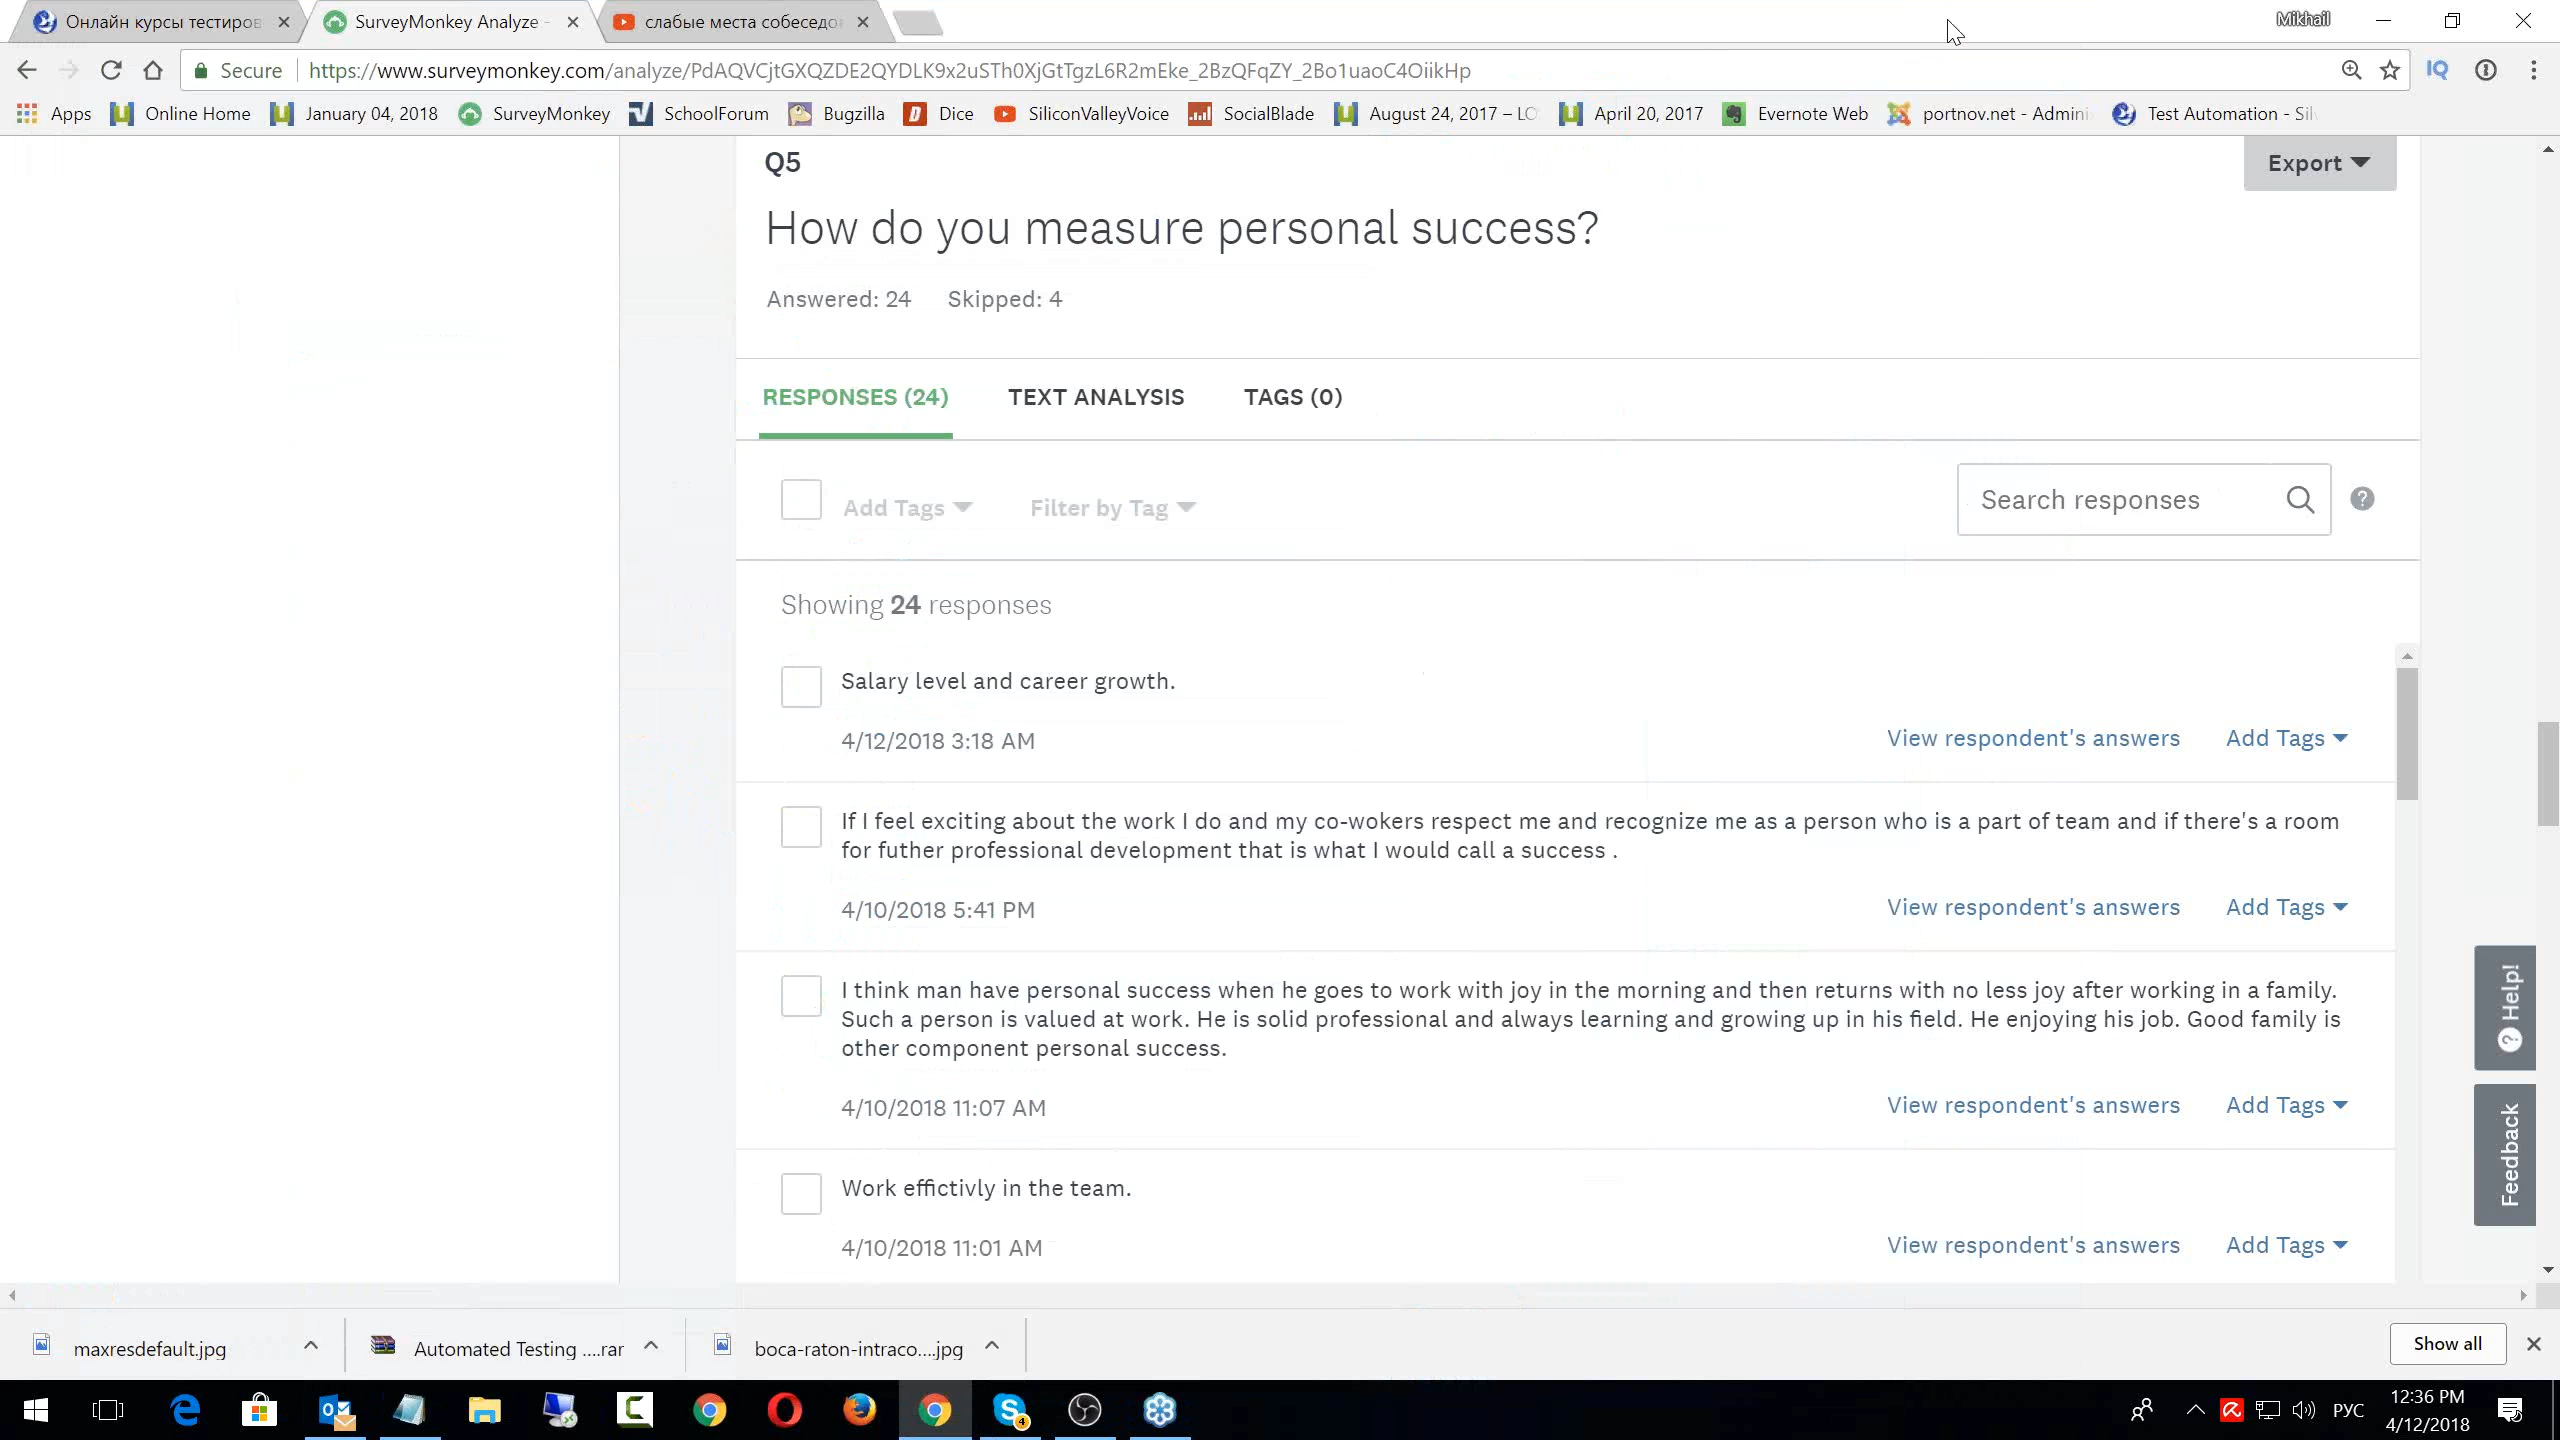 Онлайн курсы тестиров
SurveyMonkey Analyze -
слабые места собеседо
Mikhail
Secure
https://www.surveymonkey.com/analyze/PdAQVCjtGXQZDE2QYDLK9x2uSTh0XjGtTgzL6R2mEke_2BzQFqZY_2Bo1uaoC4OiikHp
Apps
Online Home
January 04, 2018
SurveyMonkey
SchoolForum
Bugzilla
Dice
SiliconValleyVoice
SocialBlade
August 24, 2017 – LO
April 20, 2017
Evernote Web
portnov.net - Admini
Test Automation - Sil
Q5
Export
How do you measure personal success?
Answered: 24 Skipped: 4
RESPONSES (24) TEXT ANALYSIS TAGS (0)
Add Tags Filter by Tag
Search responses
Showing 24 responses
Salary level and career growth.
4/12/2018 3:18 AM
View respondent's answers Add Tags
If I feel exciting about the work I do and my co-wokers respect me and recognize me as a person who is a part of team and if there's a room
for futher professional development that is what I would call a success .
4/10/2018 5:41 PM
View respondent's answers Add Tags
I think man have personal success when he goes to work with joy in the morning and then returns with no less joy after working in a family.
Such a person is valued at work. He is solid professional and always learning and growing up in his field. He enjoying his job. Good family is
other component personal success.
4/10/2018 11:07 AM
View respondent's answers Add Tags
Work effictivly in the team.
4/10/2018 11:01 AM
View respondent's answers Add Tags
Help!
Feedback
maxresdefault.jpg
Automated Testing ....rar
boca-raton-intraco....jpg
Show all
4
РУС
12:36 PM
4/12/2018